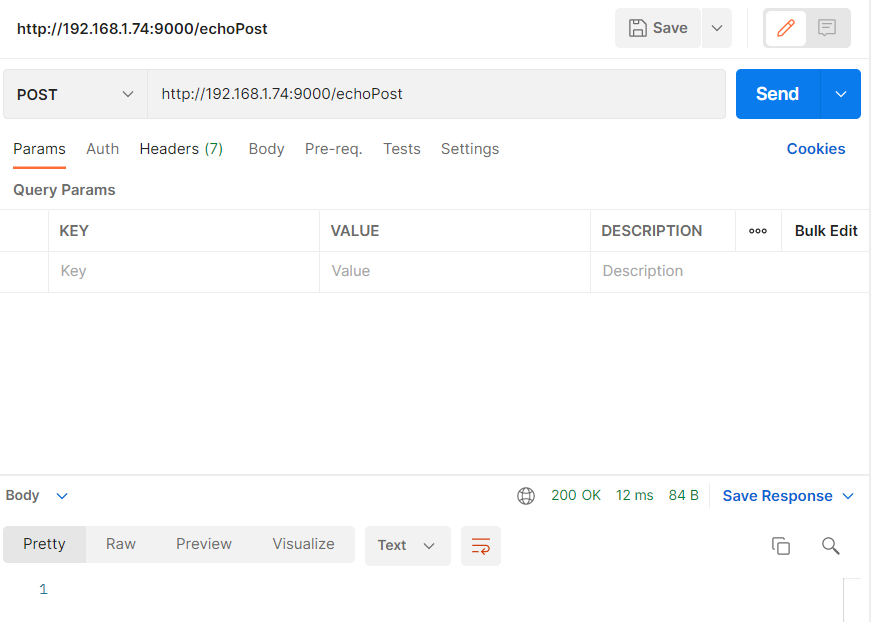 http://192.168.1.74:9000/echoPost
Save
POST
http://192.168.1.74:9000/echoPost
Send
Params Auth Headers (7) Body Pre-req. Tests Settings Cookies
Query Params
KEY VALUE DESCRIPTION Bulk Edit
Key Value Description
Body 200 OK 12 ms 84 B Save Response
Pretty Raw Preview Visualize Text
1